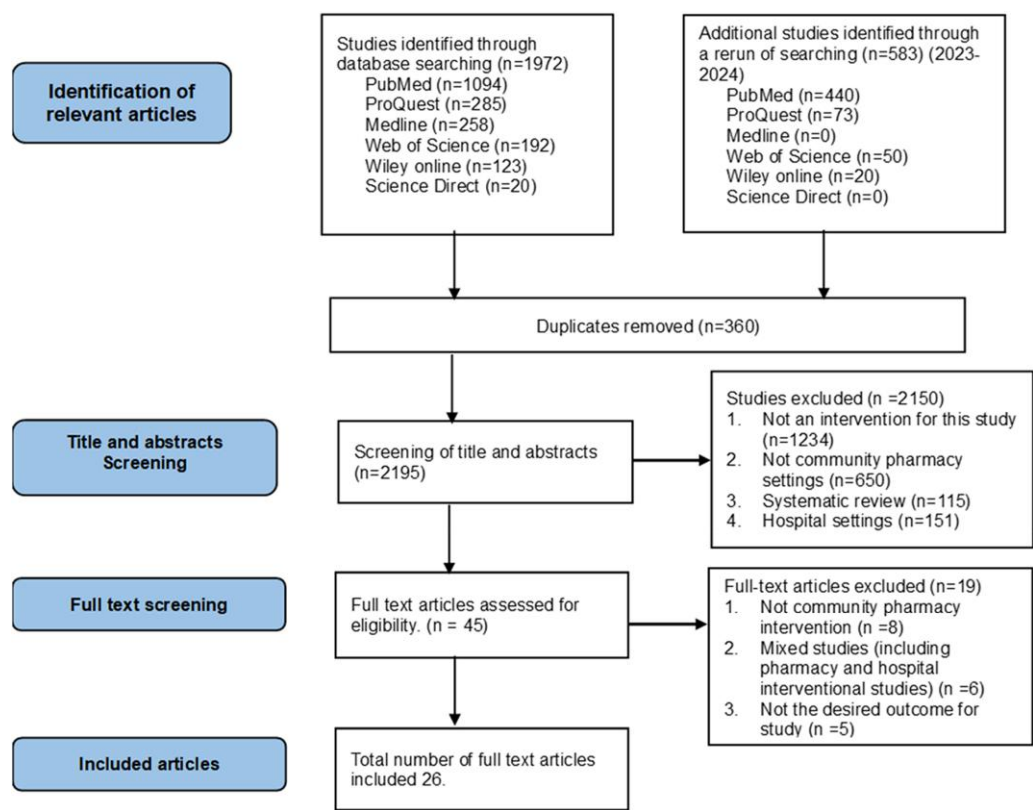 Identification of
relevant articles
Studies identified through
database searching (n=1972)
PubMed (n=1094)
ProQuest (n=285)
Medline (n=258)
Web of Science (n=192)
Wiley online (n=123)
Science Direct (n=20)
Additional studies identified through
a rerun of searching (n=583) (2023-
2024)
PubMed (n=440)
ProQuest (n=73)
Medline (n=0)
Web of Science (n=50)
Wiley online (n=20)
Science Direct (n=0)
Duplicates removed (n=360)
Title and abstracts
Screening
Screening of title and abstracts
(n=2195)
Studies excluded (n =2150)
1. Not an intervention for this study
(n=1234)
2. Not community pharmacy
settings (n=650)
3. Systematic review (n=115)
4. Hospital settings (n=151)
Full text screening
Full text articles assessed for
eligibility. (n = 45)
Full-text articles excluded (n=19)
1. Not community pharmacy
intervention (n =8)
2. Mixed studies (including
pharmacy and hospital
interventional studies) (n =6)
3. Not the desired outcome for
study (n =5)
Included articles
Total number of full text articles
included 26.